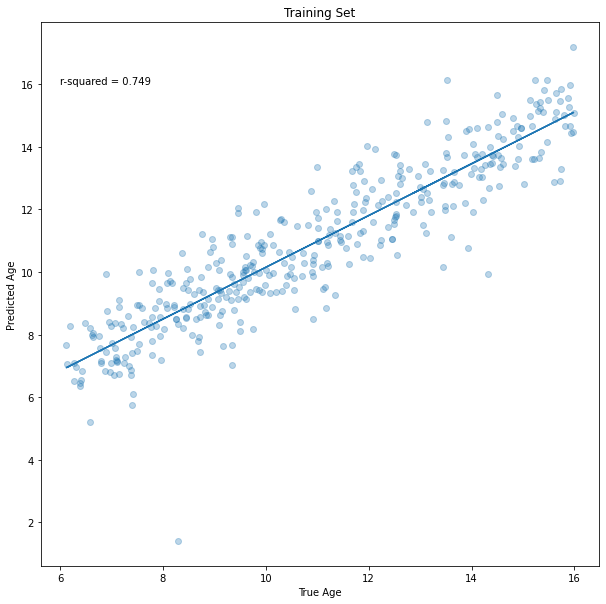 Training Set
r-squared = 0.749
Predicted Age
16
14
12
10
8
6
4
2
6 8 10 12 14 16
True Age